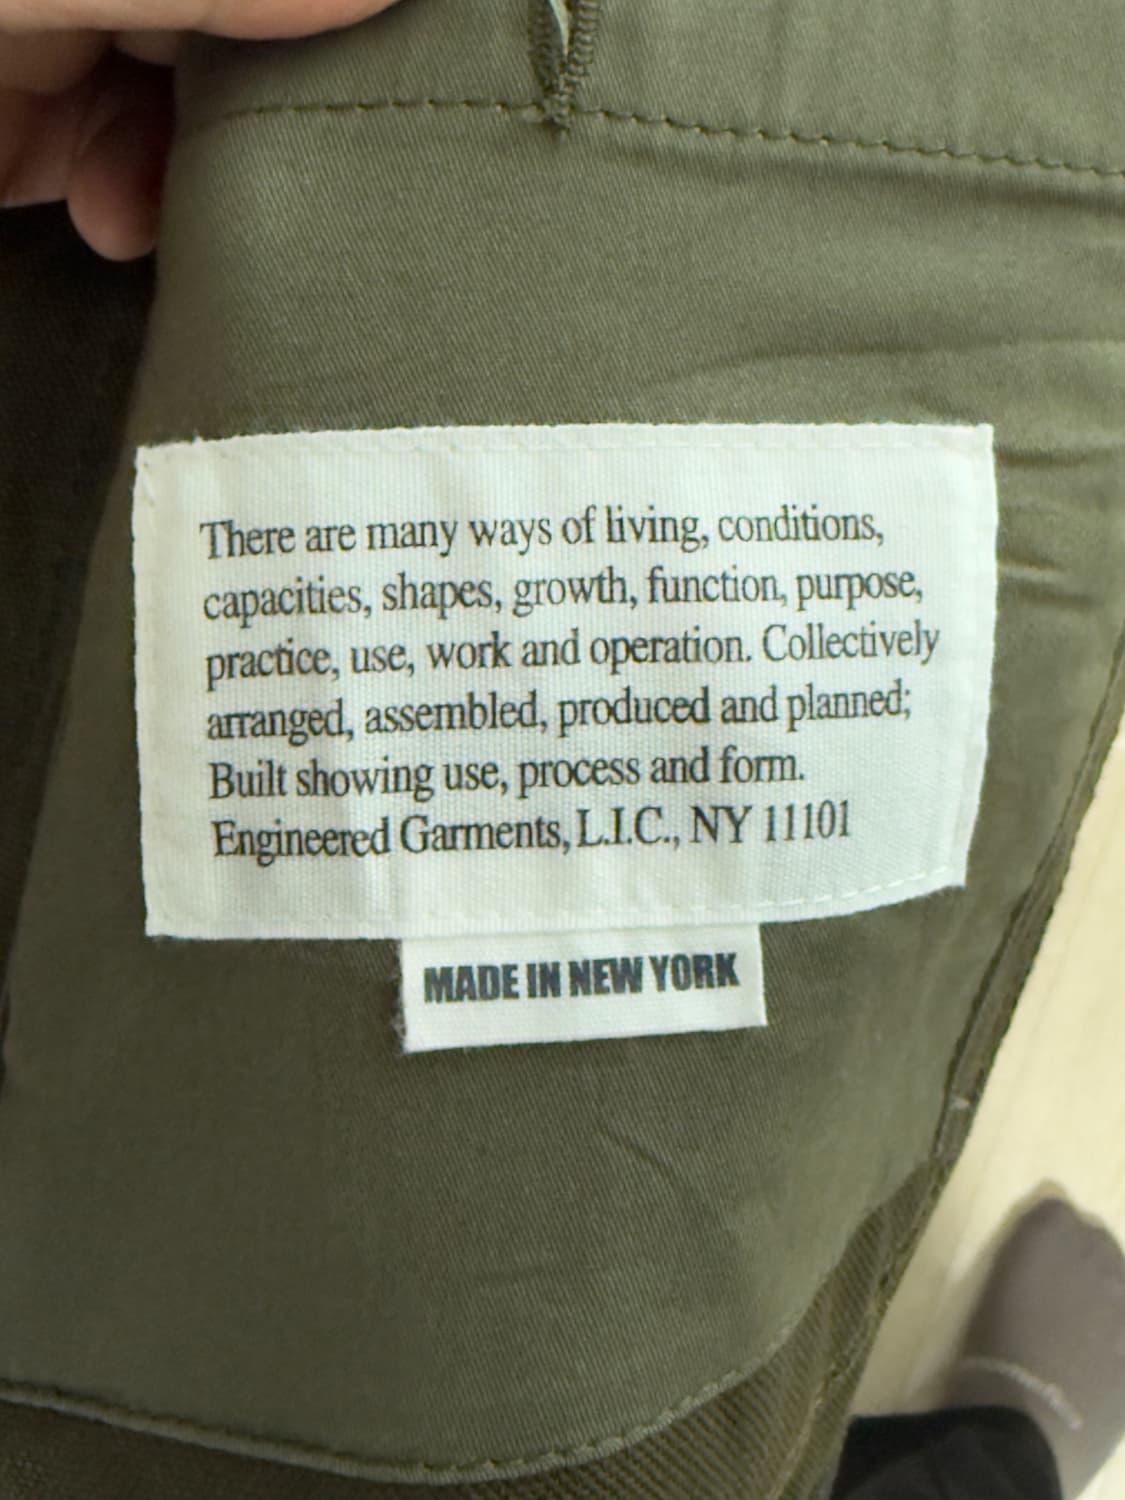 There are many ways of living, conditions,
capacities, shapes, growth, function, purpose,
practice, use, work and operation. Collectively
arranged, assembled, produced and planned;
Built showing use, process and form.
Engineered Garments, L.I.C., NY 11101
MADE IN NEW YORK